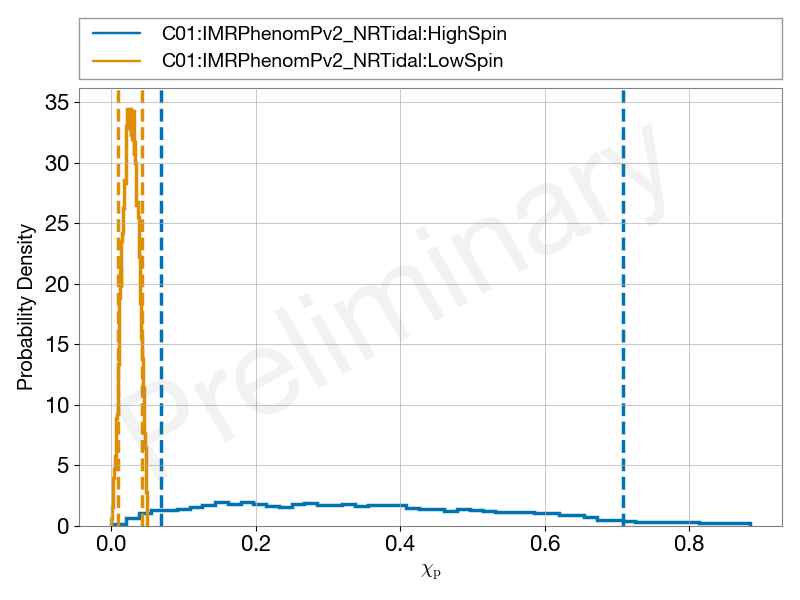 C01:IMRPhenomPv2_NRTidal:HighSpin
C01:IMRPhenomPv2_NRTidal:LowSpin
35
30
25
20
15
10
5
0
Probability Density
Preliminary
0.0 0.2 0.4 0.6 0.8
χp